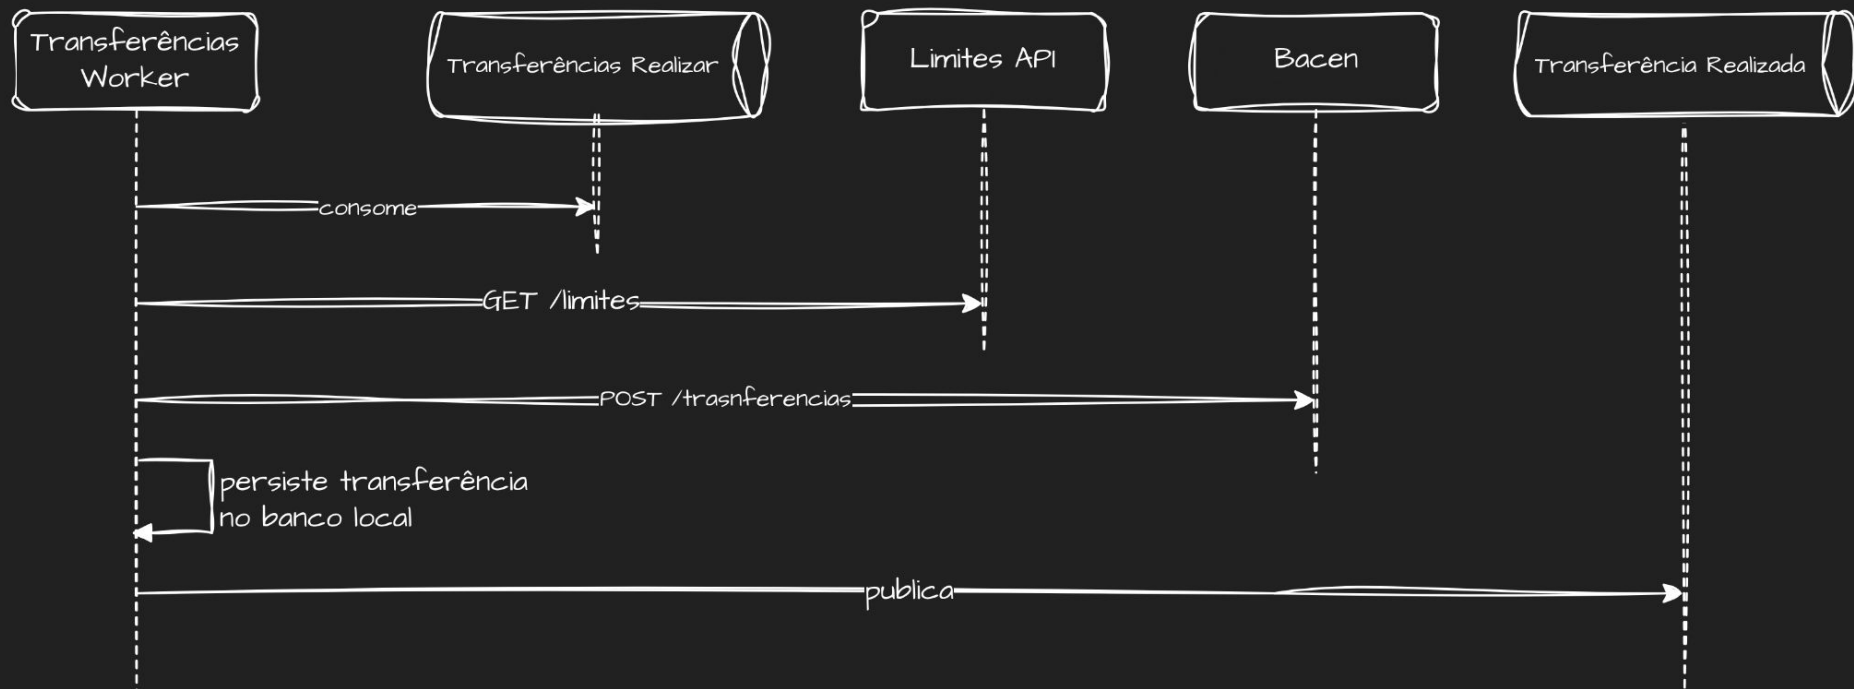 Transferências
Worker
Transferências Realizar
Limites API
Bacen
Transferência Realizada
consome
GET /limites
POST /trasnferencias
persiste transferência
no banco local
publica